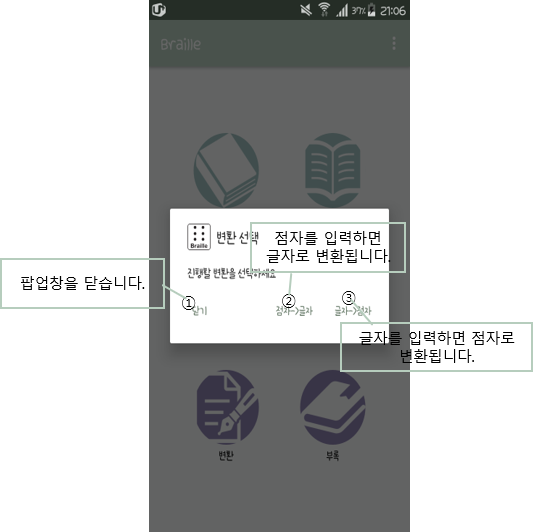 37% 21:06
Braille
Braille 변환 선택
점자를 입력하면
글자로 변환됩니다.
진행할 변환을 선택하세요
팝업창을 닫습니다.
① ② ③
닫기 점자->글자 글자->점자
글자를 입력하면 점자로
변환됩니다.
변환 부록